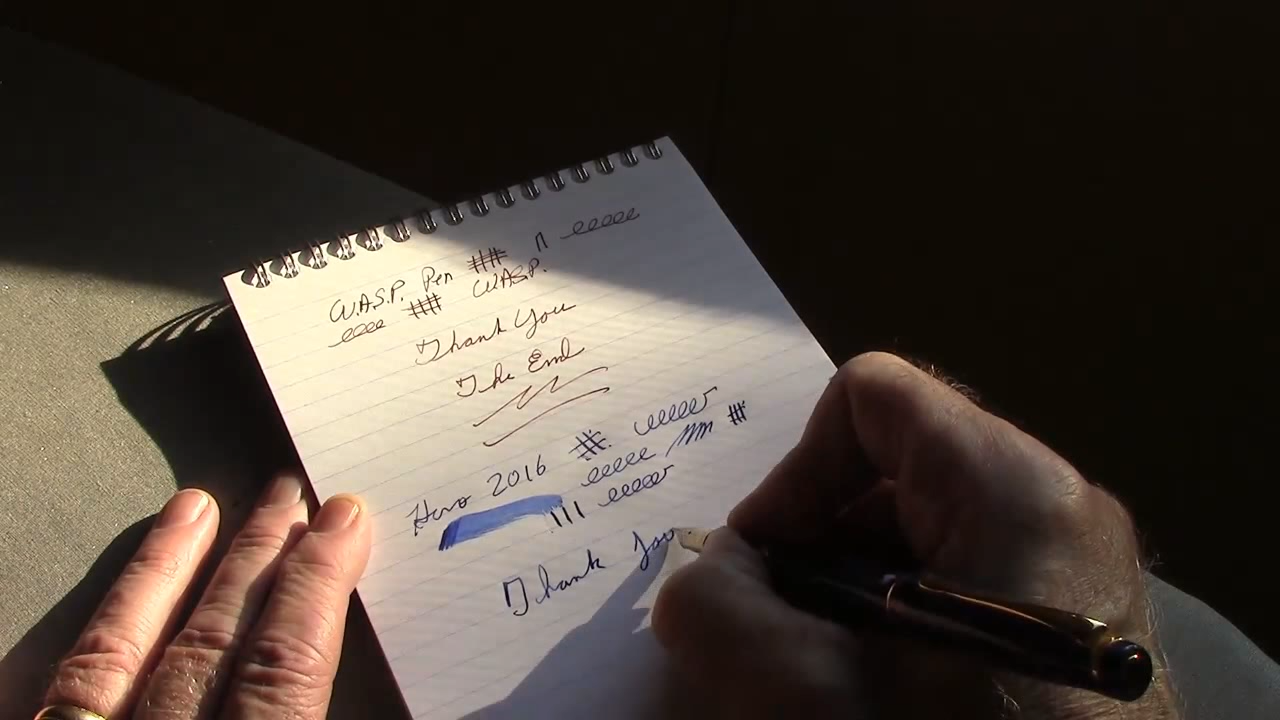 W.A.S.P. Pen
W.A.S.P.
Thank You
The End
Hero 2016
Thank You